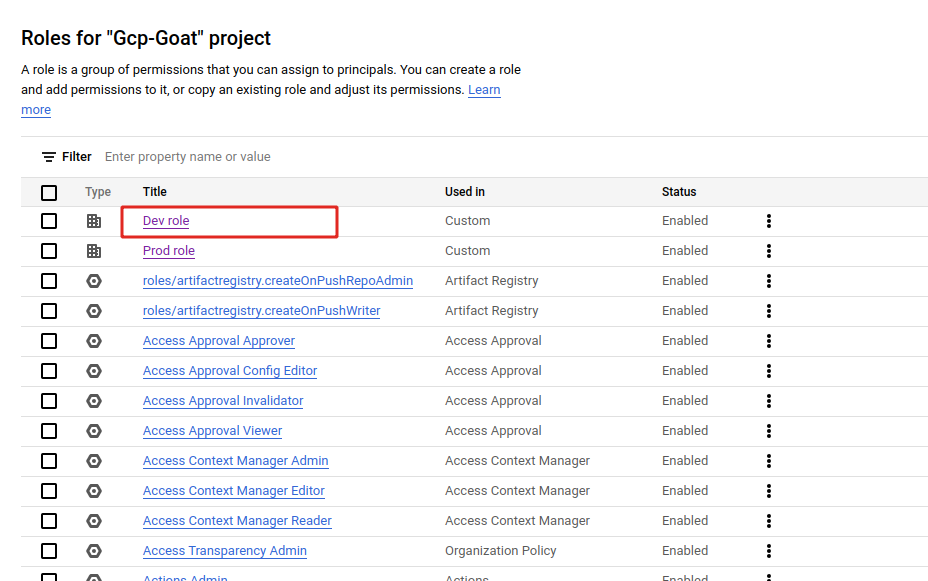 Roles for "Gcp-Goat" project
A role is a group of permissions that you can assign to principals. You can create a role
and add permissions to it, or copy an existing role and adjust its permissions. Learn
more
Filter Enter property name or value
Type Title Used in Status
Dev role Custom Enabled
Prod role Custom Enabled
roles/artifactregistry.createOnPushRepoAdmin Artifact Registry Enabled
roles/artifactregistry.createOnPushWriter Artifact Registry Enabled
Access Approval Approver Access Approval Enabled
Access Approval Config Editor Access Approval Enabled
Access Approval Invalidator Access Approval Enabled
Access Approval Viewer Access Approval Enabled
Access Context Manager Admin Access Context Manager Enabled
Access Context Manager Editor Access Context Manager Enabled
Access Context Manager Reader Access Context Manager Enabled
Access Transparency Admin Organization Policy Enabled
Actions Admin Actions Enabled